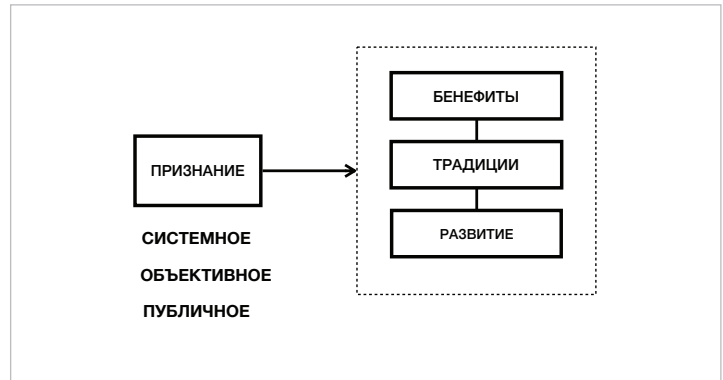 ПРИЗНАНИЕ
СИСТЕМНОЕ
ОБЪЕКТИВНОЕ
ПУБЛИЧНОЕ
БЕНЕФИТЫ
ТРАДИЦИИ
РАЗВИТИЕ